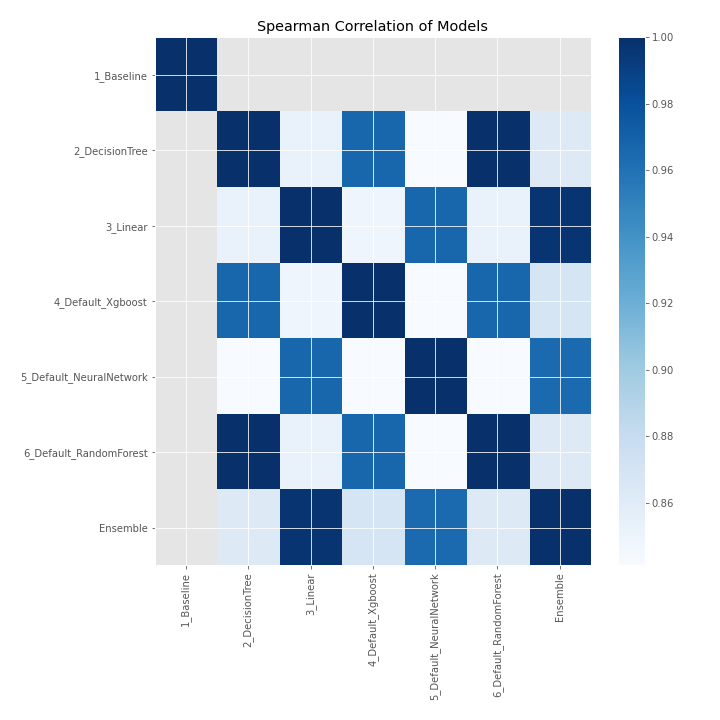 Spearman Correlation of Models
1_Baseline
2_DecisionTree
3_Linear
4_Default_Xgboost
5_Default_NeuralNetwork
6_Default_RandomForest
Ensemble
1_Baseline
2_DecisionTree
3_Linear
4_Default_Xgboost
5_Default_NeuralNetwork
6_Default_RandomForest
Ensemble
1.00
0.98
0.96
0.94
0.92
0.90
0.88
0.86